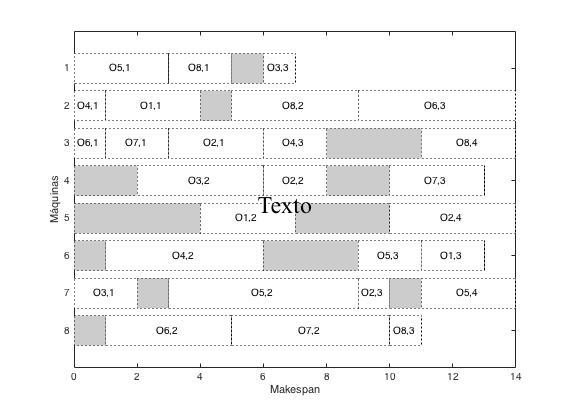 1 O5,1 O8,1 O3,3
2 O4,1 O1,1 O8,2 O6,3
3 O6,1 O7,1 O2,1 O4,3 O8,4
4 O3,2 O2,2 O7,3
Texto
Máquinas
5 O1,2 O2,4
6 O4,2 O5,3 O1,3
7 O3,1 O5,2 O2,3 O5,4
8 O6,2 O7,2 O8,3
0 2 4 6 8 10 12 14
Makespan